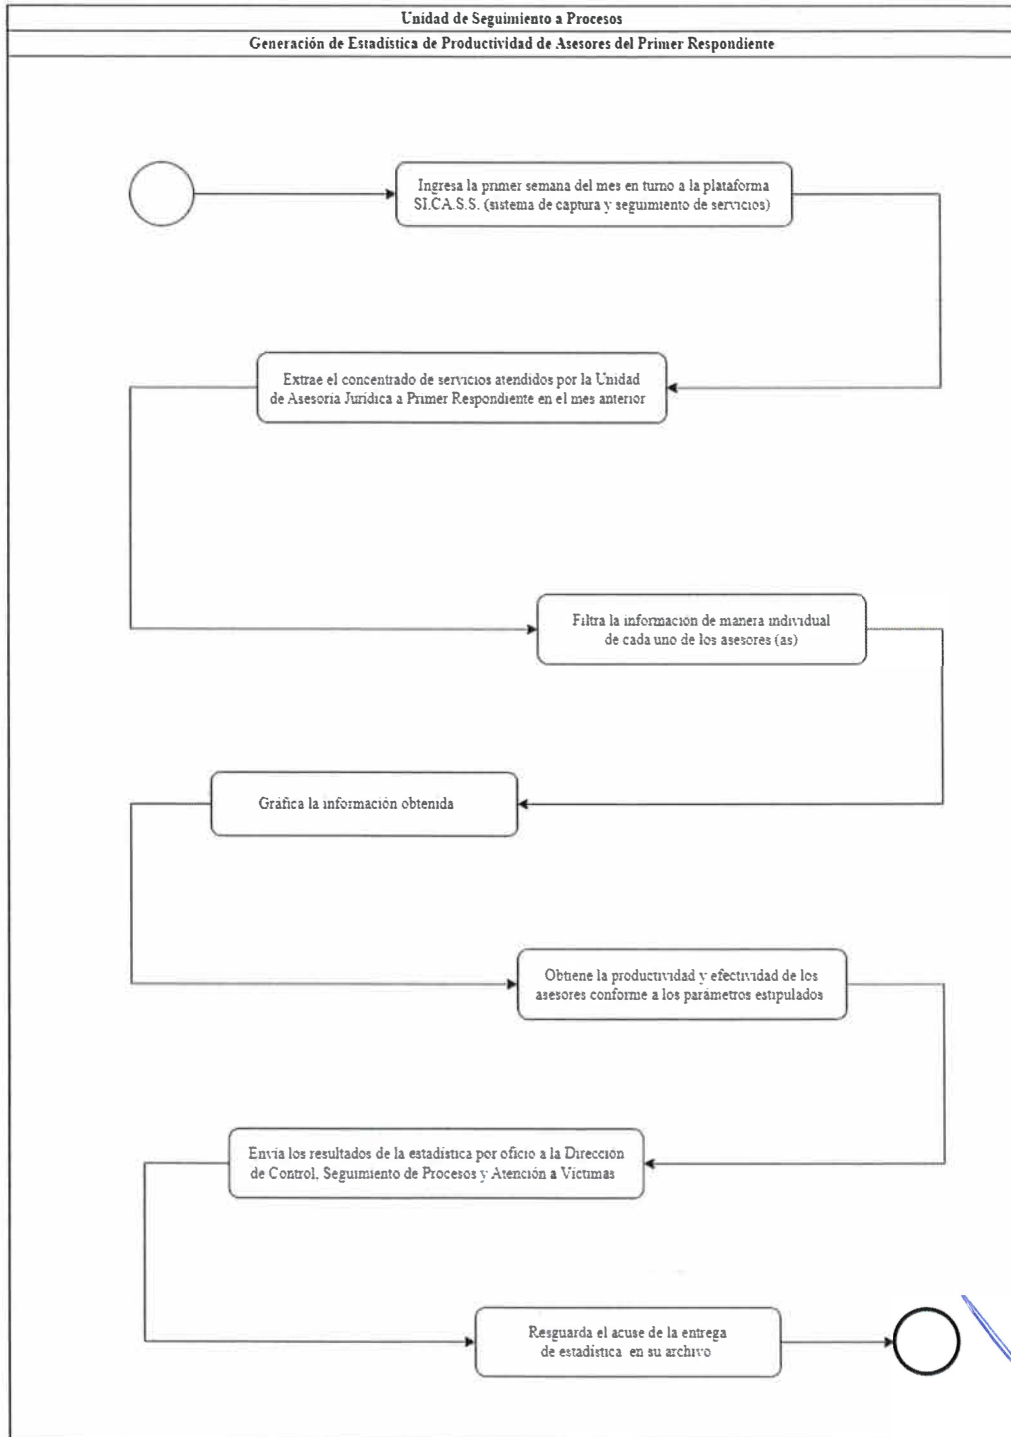 Unidad de Seguimiento a Procesos
Generación de Estadística de Productividad de Asesores del Primer Respondiente
Ingresa la primer semana del mes en turno a la plataforma
SI.CA.S.S. (sistema de captura y seguimiento de servicios)
Extrae el concentrado de servicios atendidos por la Unidad
de Asesoría Jurídica a Primer Respondiente en el mes anterior
Filtra la información de manera individual
de cada uno de los asesores (as)
Gráfica la información obtenida
Obtiene la productividad y efectividad de los
asesores conforme a los parámetros estipulados
Envía los resultados de la estadística por oficio a la Dirección
de Control, Seguimiento de Procesos y Atención a Víctimas
Resguarda el acuse de la entrega
de estadística en su archivo